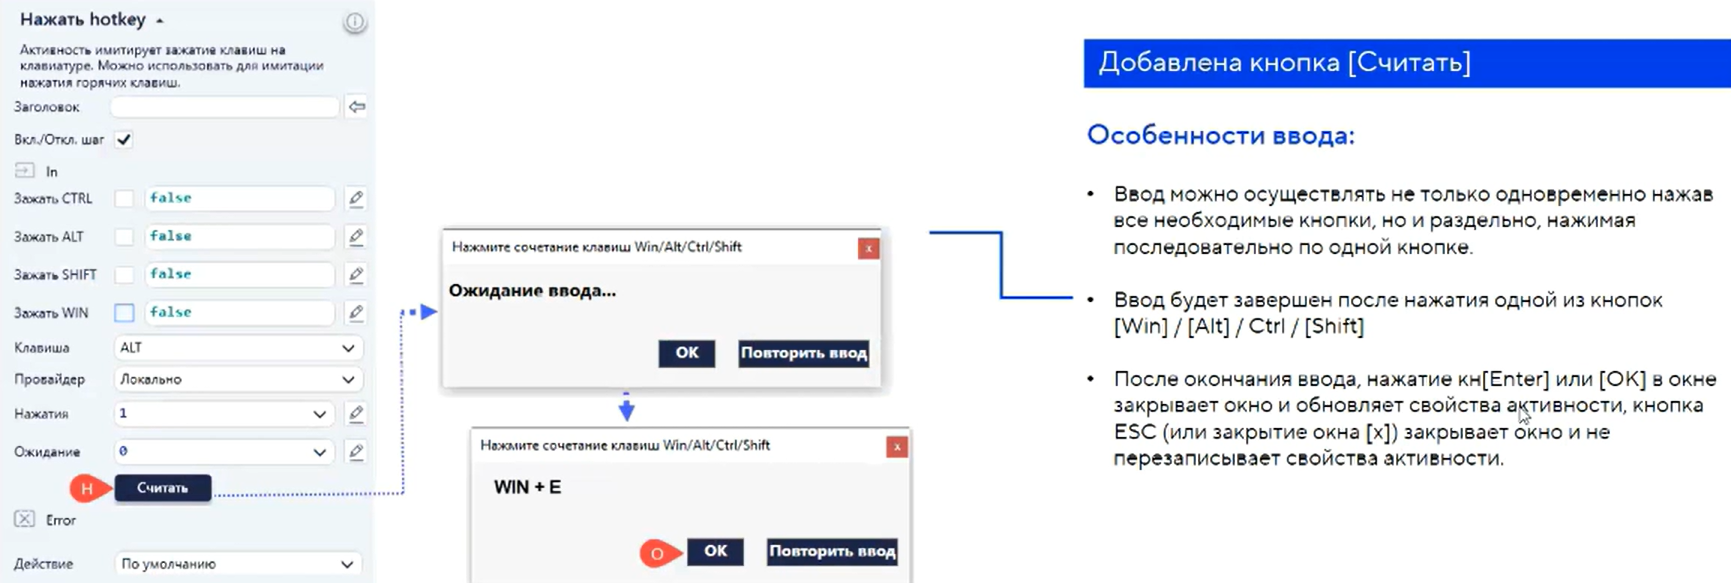 Нажать hotkey
Активность имитирует зажатие клавиш на
клавиатуре. Можно использовать для имитации
нажатия горячих клавиш.
Заголовок
Вкл./Откл. шаг
In
Зажать CTRL false
Зажать ALT false
Зажать SHIFT false
Зажать WIN false
Клавиша ALT
Провайдер Локально
Нажатия 1
Ожидание 0
Н Считать
Error
Действие По умолчанию
Нажмите сочетание клавиш Win/Alt/Ctrl/Shift x
Ожидание ввода...
OK Повторить ввод
Нажмите сочетание клавиш Win/Alt/Ctrl/Shift x
WIN + E
О OK Повторить ввод
Добавлена кнопка [Считать]
Особенности ввода:
• Ввод можно осуществлять не только одновременно нажав
все необходимые кнопки, но и раздельно, нажимая
последовательно по одной кнопке.
• Ввод будет завершен после нажатия одной из кнопок
[Win] / [Alt] / Ctrl / [Shift]
• После окончания ввода, нажатие кн[Enter] или [OK] в окне
закрывает окно и обновляет свойства активности, кнопка
ESC (или закрытие окна [x]) закрывает окно и не
перезаписывает свойства активности.